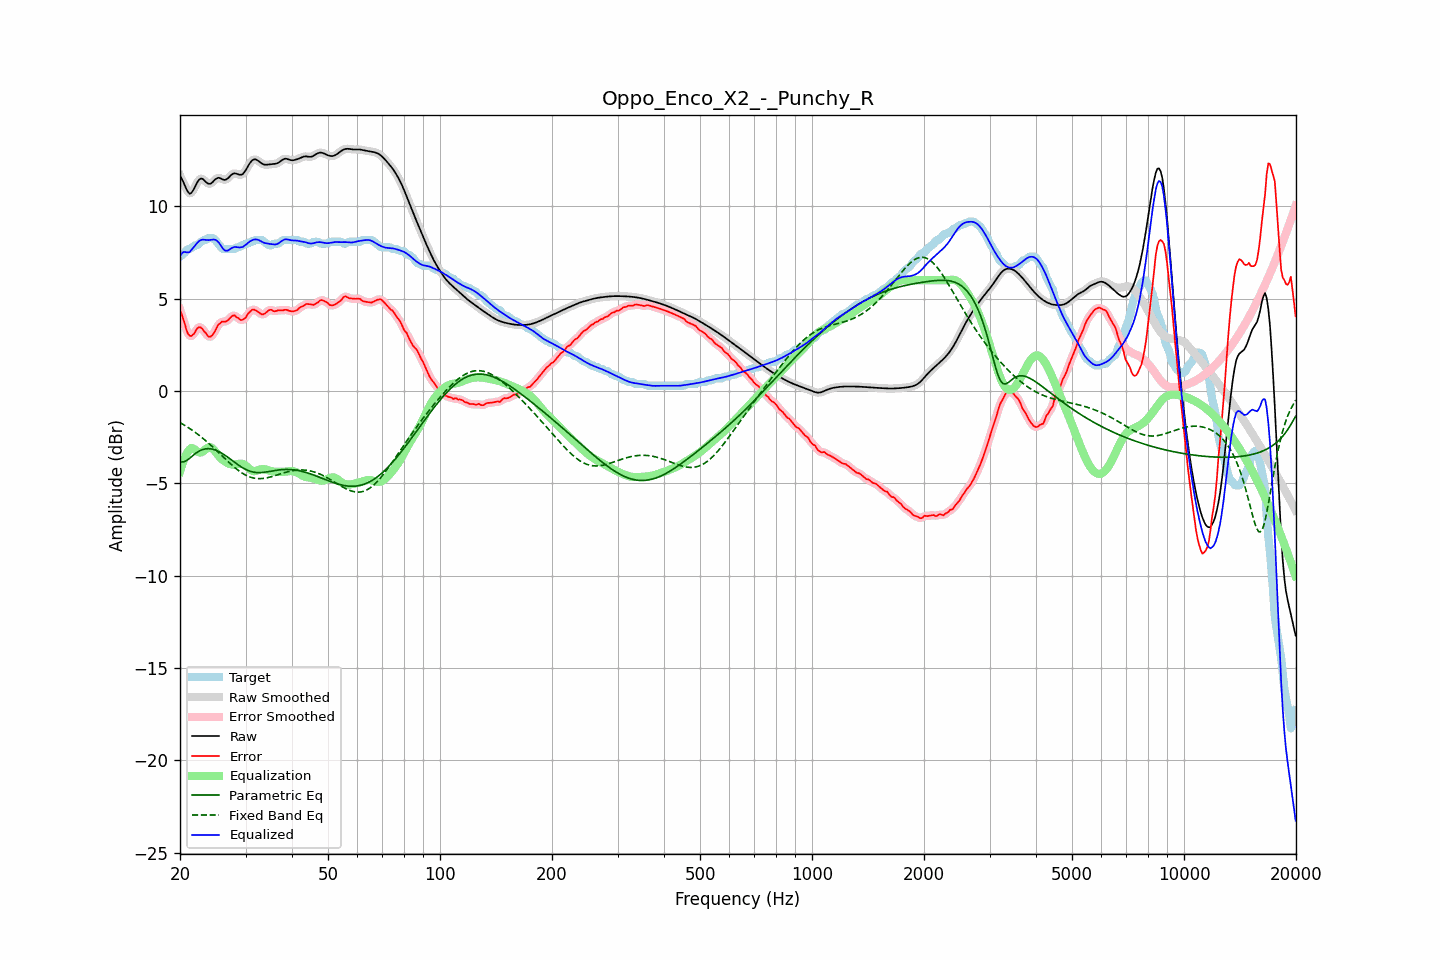 Oppo_Enco_X2_-_Punchy_R
Amplitude (dBr)
10
5
0
−5
−10
−15
−20
−25
Target
Raw Smoothed
Error Smoothed
Raw
Error
Equalization
Parametric Eq
Fixed Band Eq
Equalized
20 50 100 200 500 1000 2000 5000 10000 20000
Frequency (Hz)